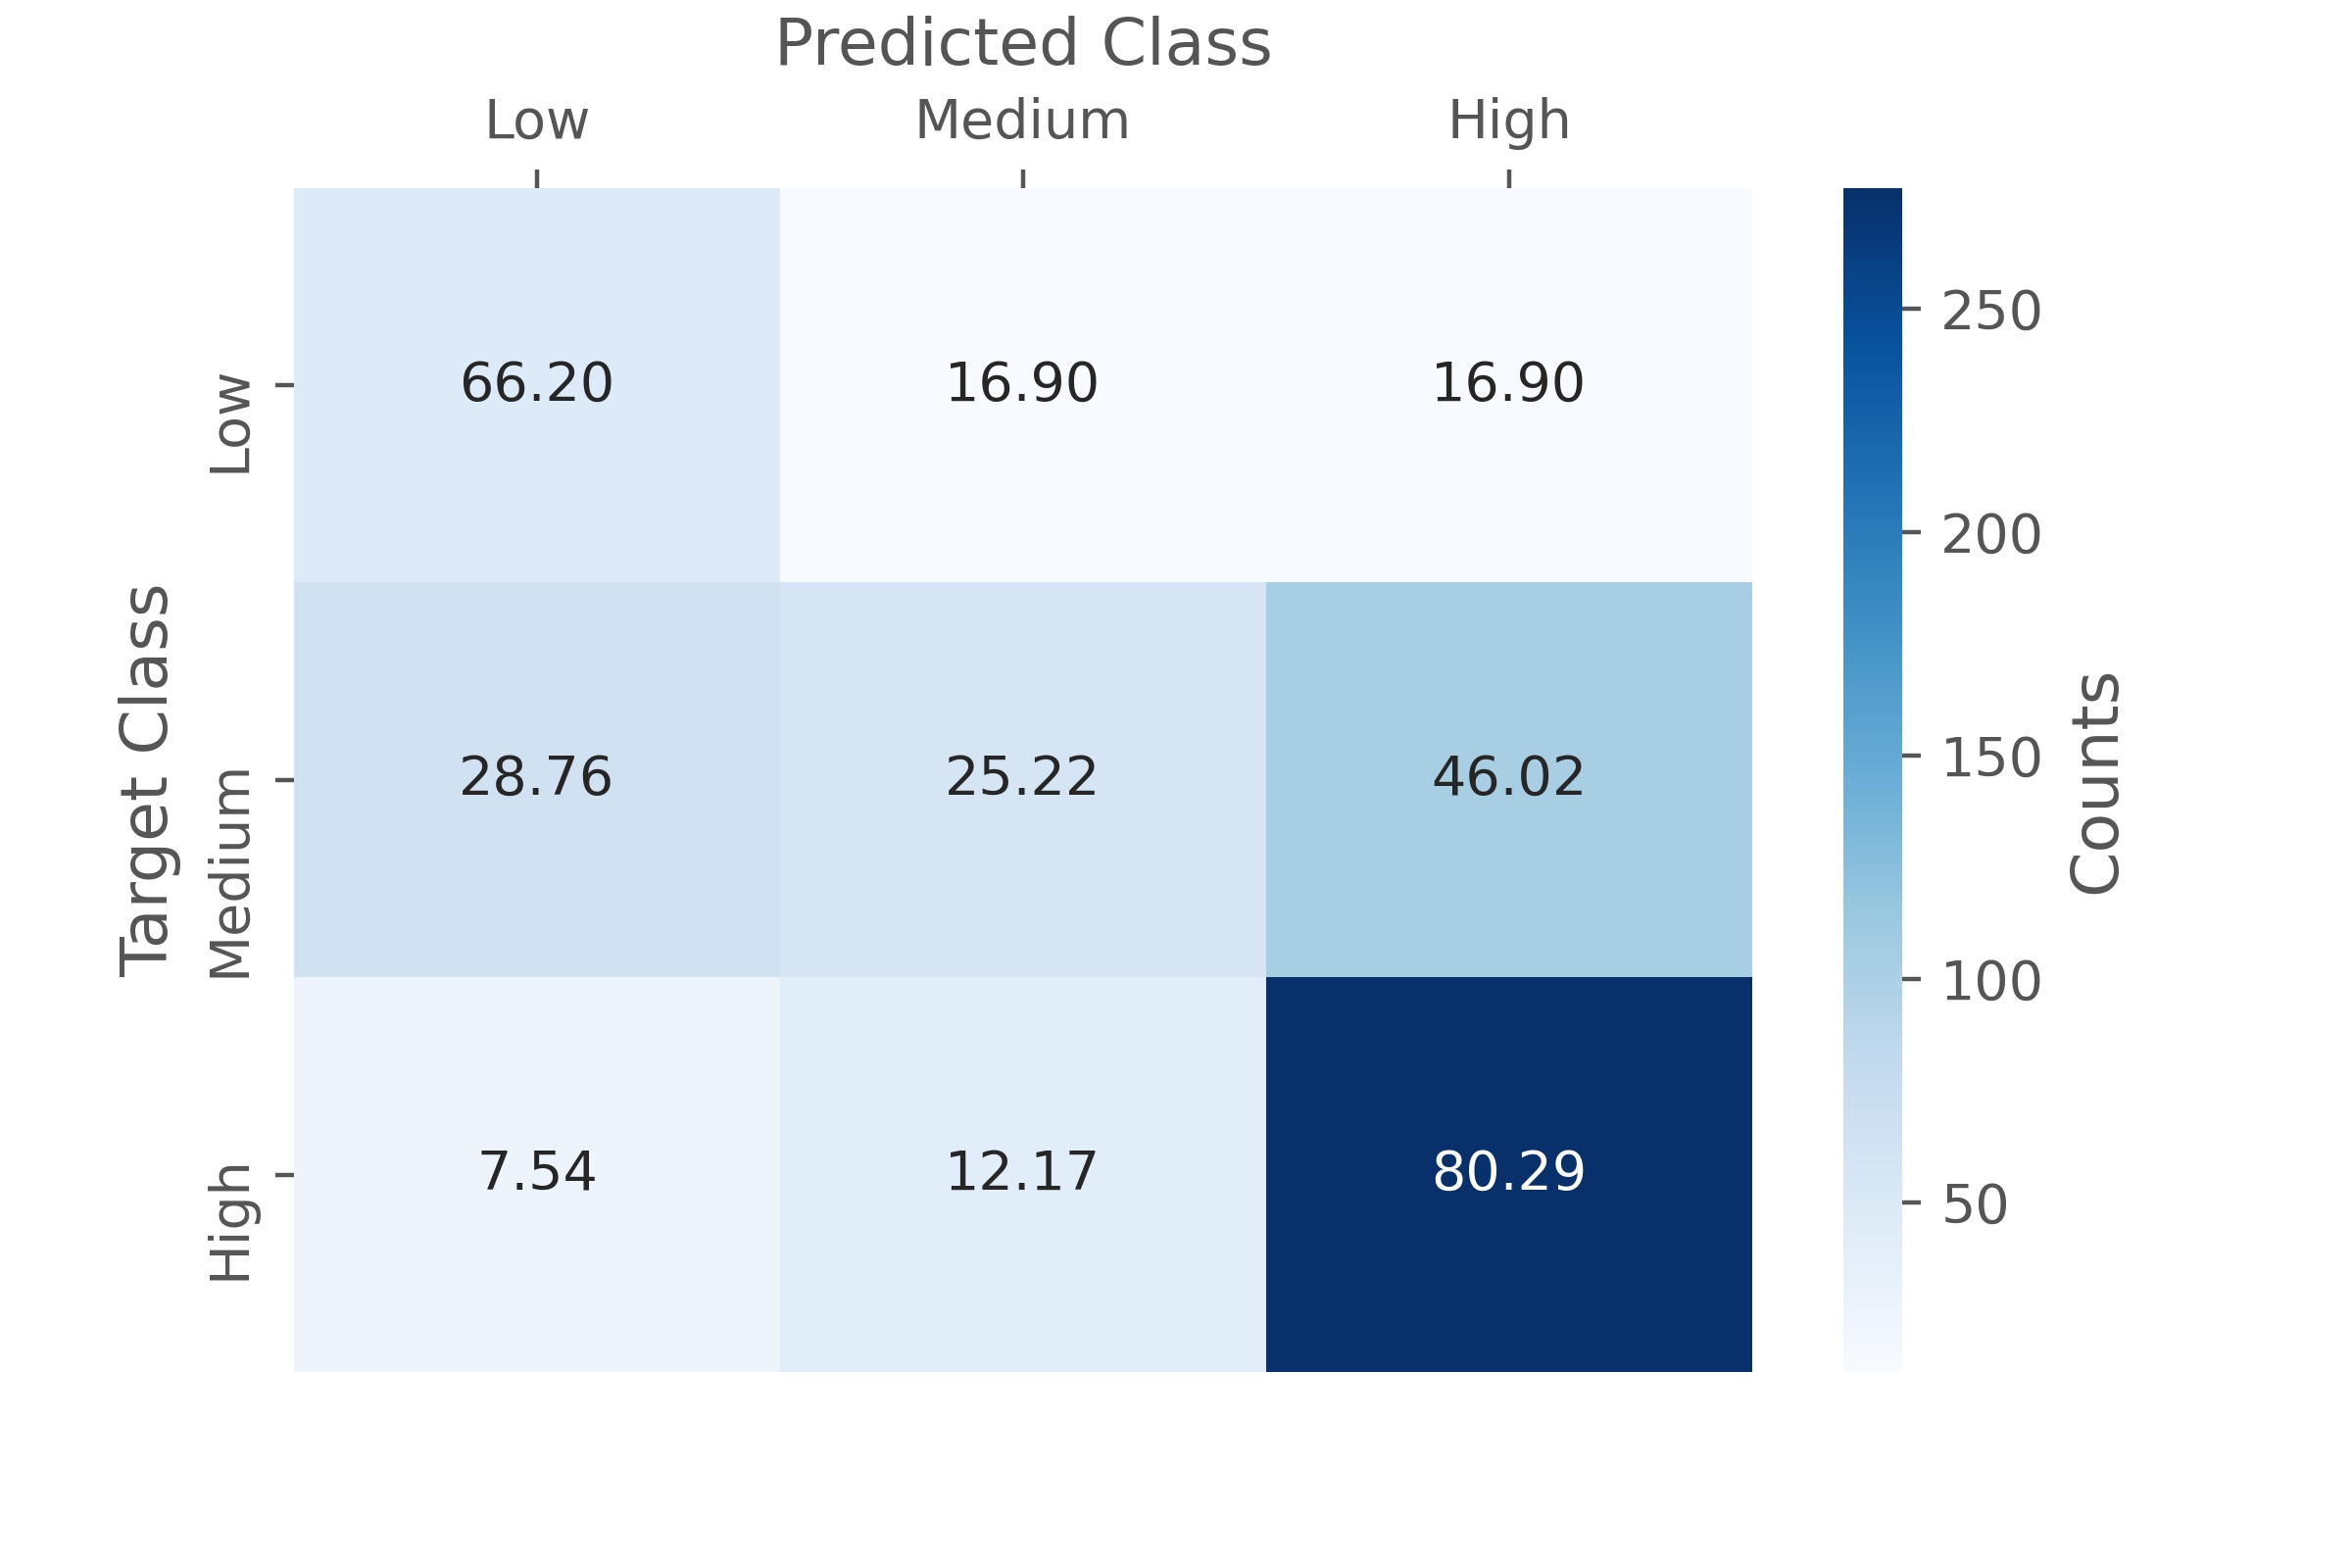 Predicted Class
Low Medium High
Low 66.20 16.90 16.90
Medium 28.76 25.22 46.02
High 7.54 12.17 80.29
Target Class
250
200
150
100
50
Counts